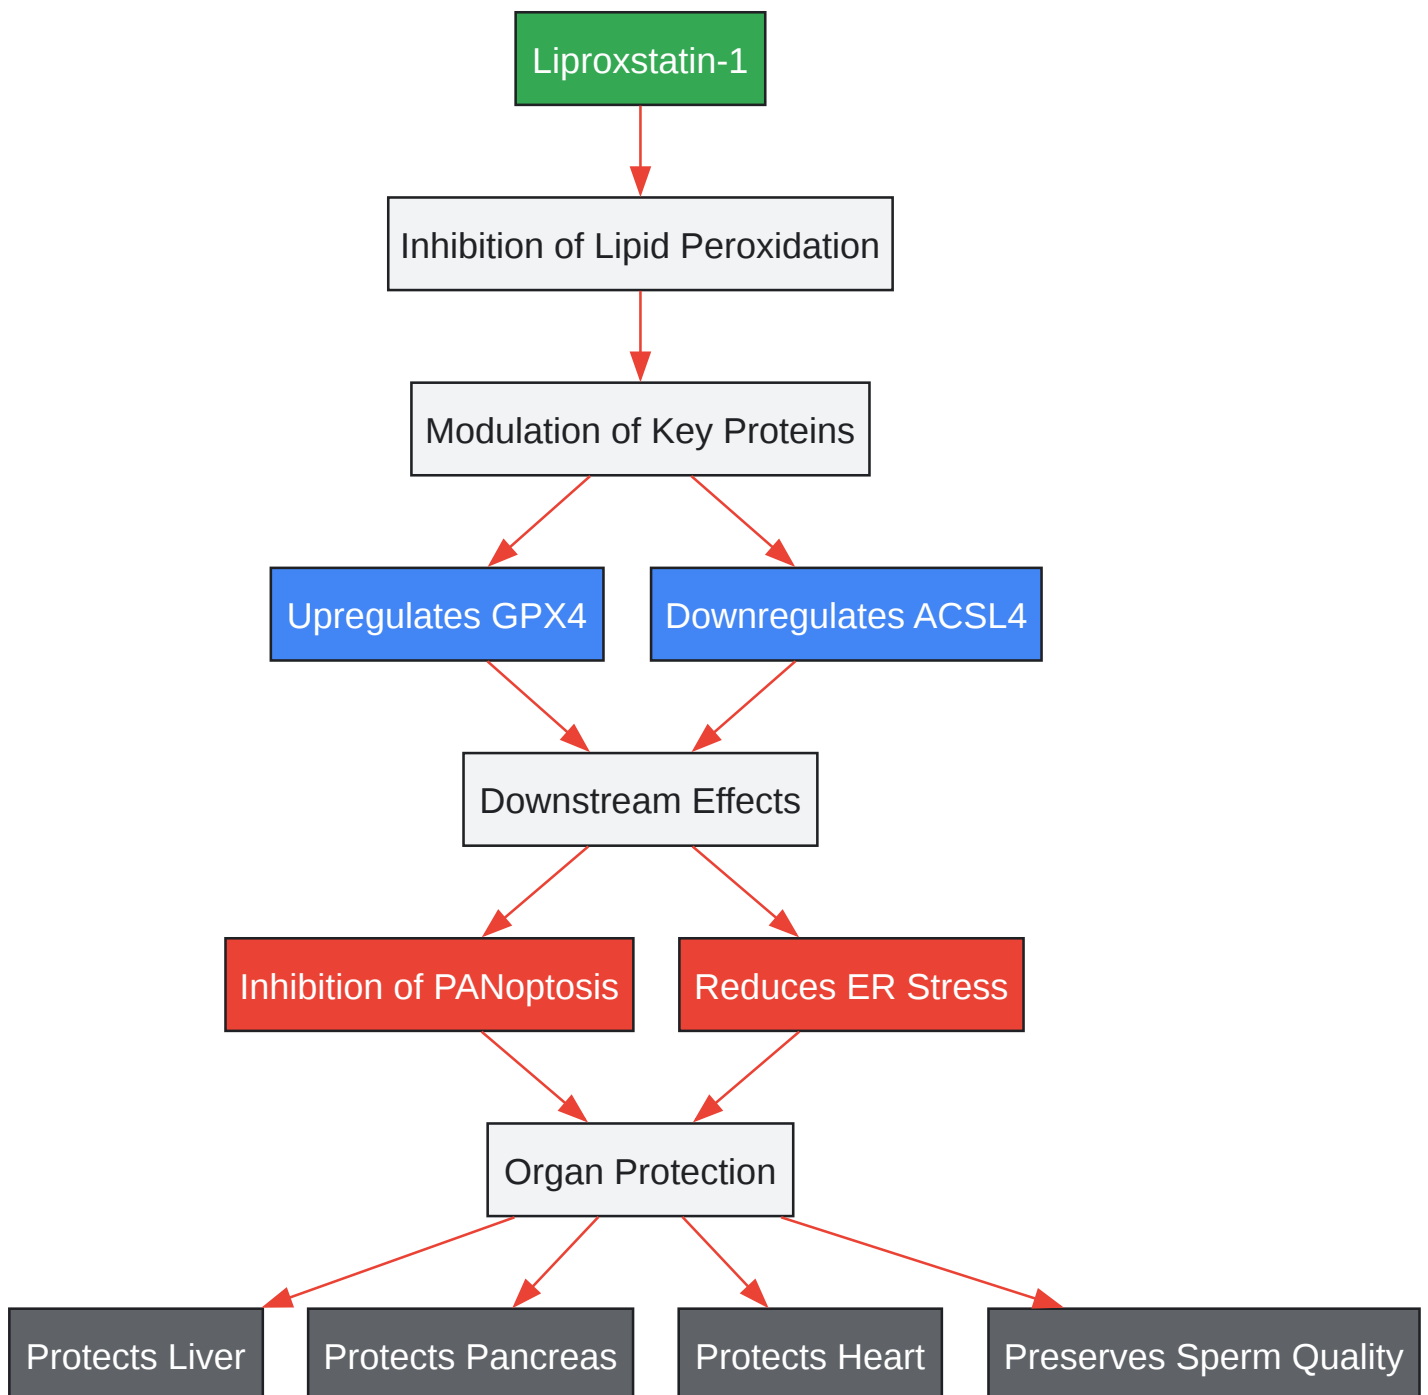 Liproxstatin-1
Inhibition of Lipid Peroxidation
Modulation of Key Proteins
Upregulates GPX4
Downregulates ACSL4
Downstream Effects
Inhibition of PANoptosis
Reduces ER Stress
Organ Protection
Protects Liver
Protects Pancreas
Protects Heart
Preserves Sperm Quality